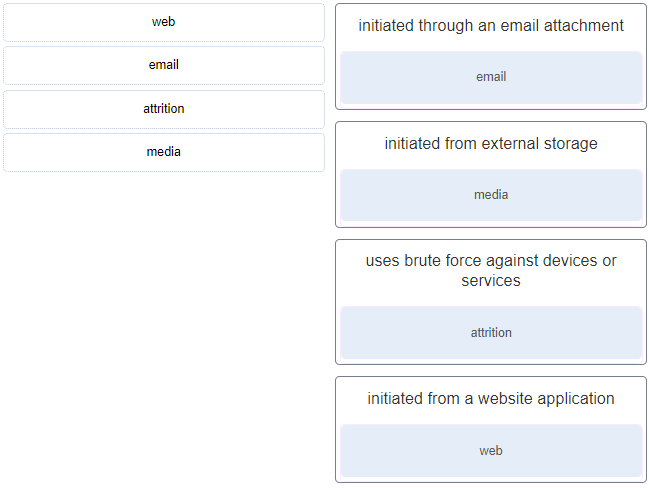 web
email
attrition
media
initiated through an email attachment
email
initiated from external storage
media
uses brute force against devices or
services
attrition
initiated from a website application
web